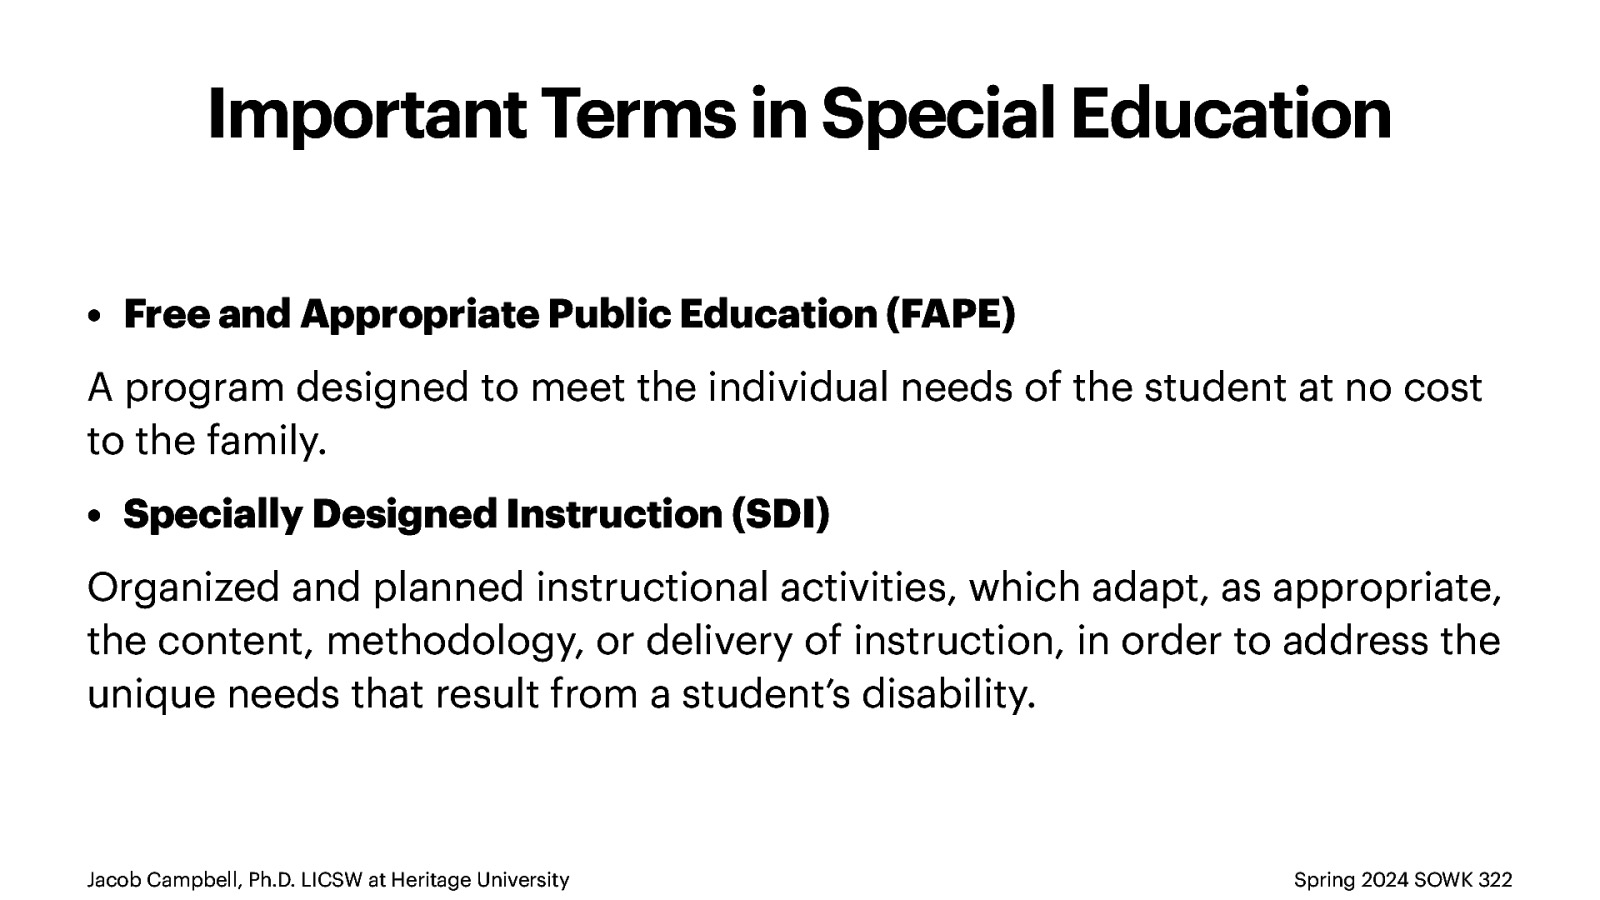 Important Terms in Special Education
• Free and Appropriate Public Education (FAPE)
A program designed to meet the individual needs of the student at no cost
to the family.
• Specially Designed Instruction (SDI)
Organized and planned instructional activities, which adapt, as appropriate,
the content, methodology, or delivery of instruction, in order to address the
unique needs that result from a student’s disability.
Jacob Campbell, Ph.D. LICSW at Heritage University
Spring 2024 SOWK 322